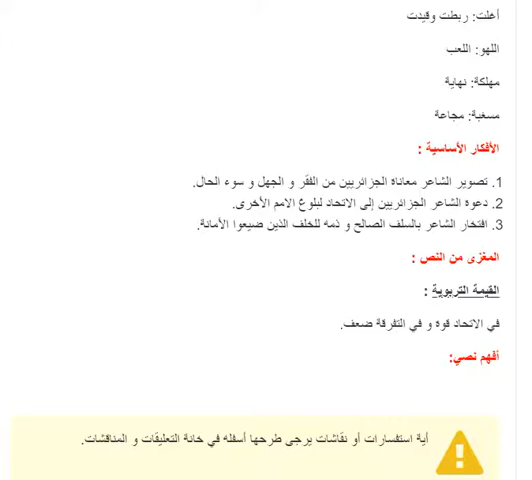 أغلت: ربطت وقيدت
اللهو: اللعب
مهلكة: نهاية
مسغبة: مجاعة
الأفكار الأساسية :
1. تصوير الشاعر معاناة الجزائريين من الفقر و الجهل و سوء الحال.
2. دعوة الشاعر الجزائريين إلى الاتحاد لبلوغ الامم الأخرى.
3. افتخار الشاعر بالسلف الصالح و ذمه للخلف الذين ضيعوا الأمانة.
المغزى من النص :
القيمة التربوية :
في الاتحاد قوة و في التفرقة ضعف.
أفهم نصي:
أية استفسارات أو نقاشات يرجى طرحها أسفله في خانة التعليقات و المناقشات.